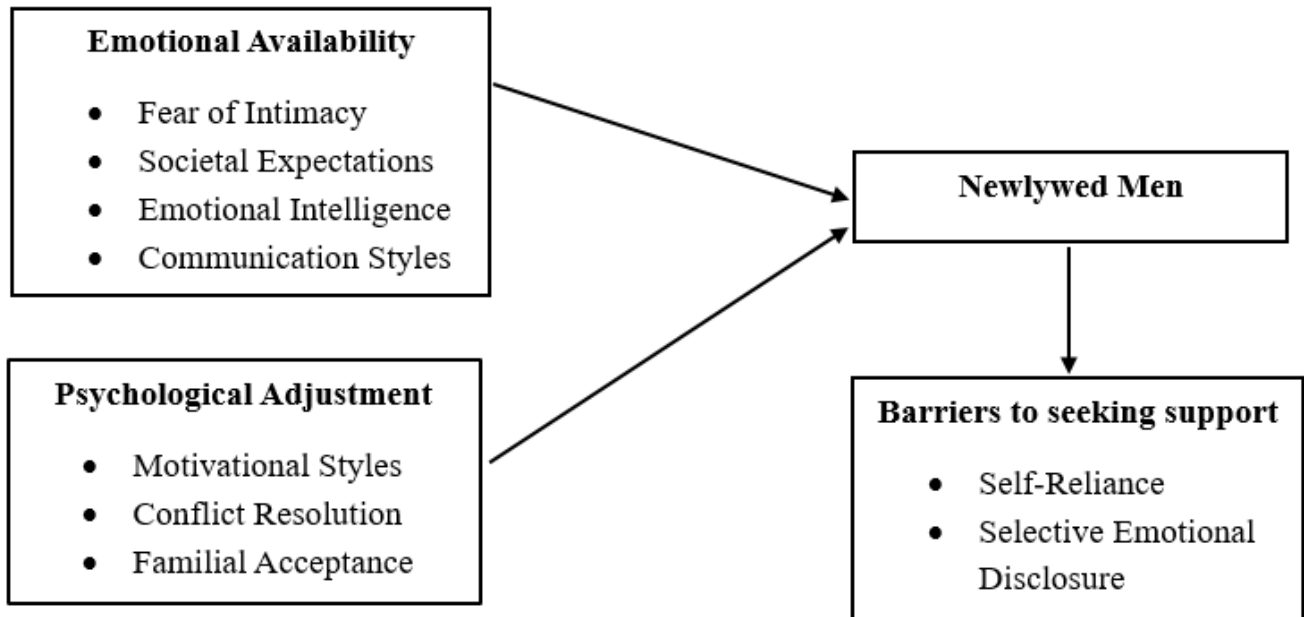 Emotional Availability
• Fear of Intimacy
• Societal Expectations
• Emotional Intelligence
• Communication Styles
Newlywed Men
Psychological Adjustment
• Motivational Styles
• Conflict Resolution
• Familial Acceptance
Barriers to seeking support
• Self-Reliance
• Selective Emotional
Disclosure